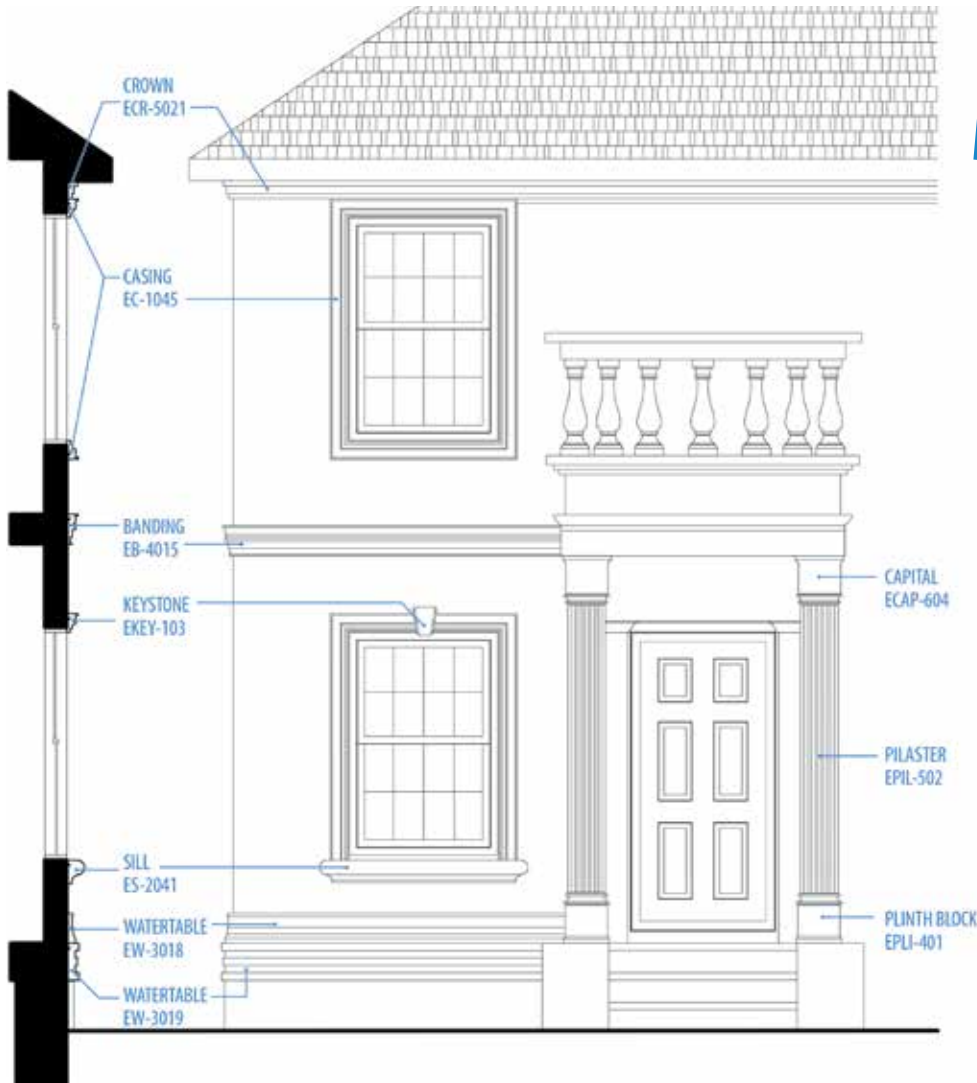 CROWN
ECR-5021
CASING
EC-1045
BANDING
EB-4015
KEYSTONE
EKEY-103
SILL
ES-2041
WATERTABLE
EW-3018
WATERTABLE
EW-3019
CAPITAL
ECAP-604
PILASTER
EPIL-502
PLINTH BLOCK
EPLI-401